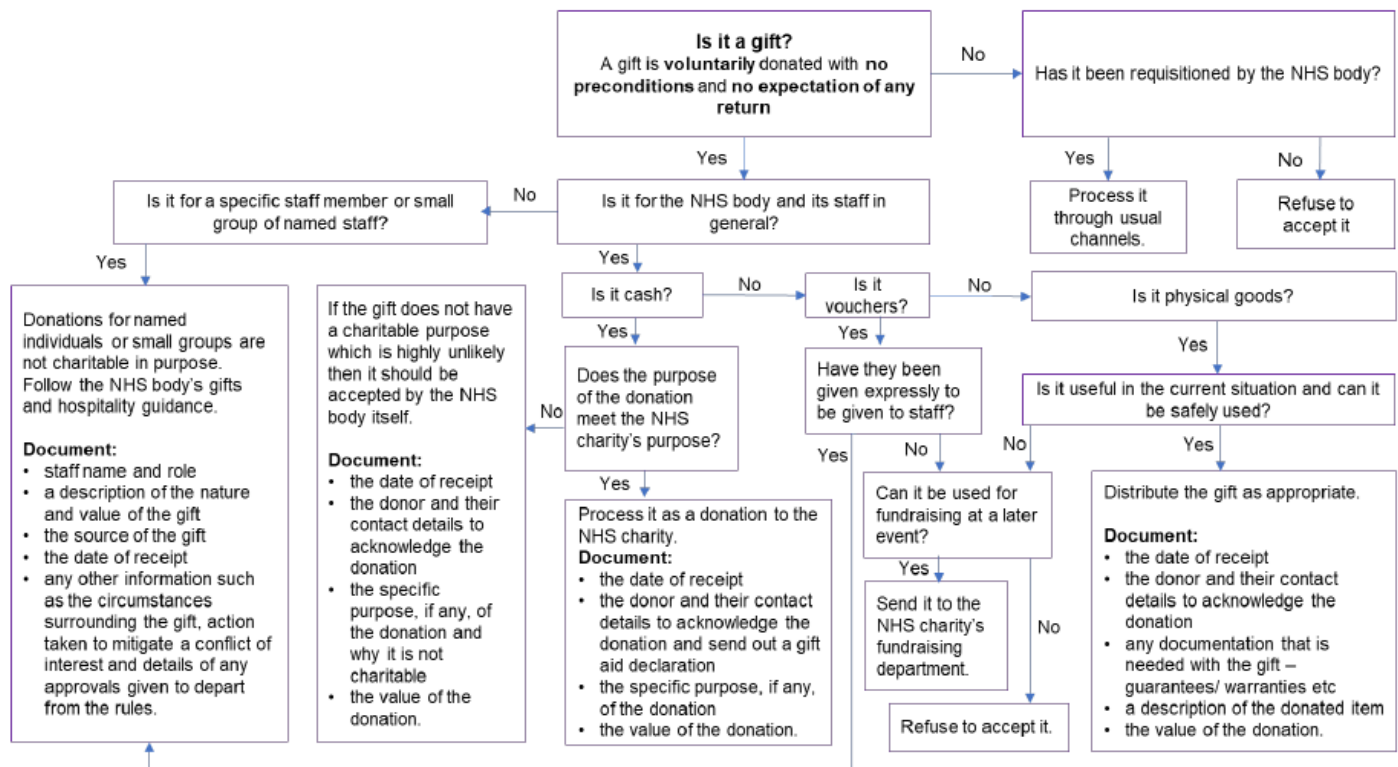 Is it a gift?
A gift is voluntarily donated with no
preconditions and no expectation of any
return
No
Has it been requisitioned by the NHS body?
Yes
Yes
No
Process it
through usual
channels.
Refuse to
accept it
Is it for a specific staff member or small
group of named staff?
No
Is it for the NHS body and its staff in
general?
Yes
Yes
Is it cash?
No
Is it
vouchers?
No
Is it physical goods?
Donations for named
individuals or small groups are
not charitable in purpose.
Follow the NHS body's gifts
and hospitality guidance.
Document:
• staff name and role
• a description of the nature
and value of the gift
• the source of the gift
• the date of receipt
• any other information such
as the circumstances
surrounding the gift, action
taken to mitigate a conflict of
interest and details of any
approvals given to depart
from the rules.
If the gift does not have
a charitable purpose
which is highly unlikely
then it should be
accepted by the NHS
body itself.
Document:
• the date of receipt
• the donor and their
contact details to
acknowledge the
donation
• the specific
purpose, if any, of
the donation and
why it is not
charitable
• the value of the
donation.
Yes
Does the purpose
of the donation
meet the NHS
charity's purpose?
No
Yes
Process it as a donation to the
NHS charity.
Document:
• the date of receipt
• the donor and their contact
details to acknowledge the
donation and send out a gift
aid declaration
• the specific purpose, if any,
of the donation
• the value of the donation.
Yes
Have they been
given expressly to
be given to staff?
Yes
No
Can it be used for
fundraising at a later
event?
Yes
Send it to the
NHS charity's
fundraising
department.
No
Refuse to accept it.
Yes
Is it useful in the current situation and can it
be safely used?
No
Yes
Distribute the gift as appropriate.
Document:
• the date of receipt
• the donor and their contact
details to acknowledge the
donation
• any documentation that is
needed with the gift –
guarantees/ warranties etc
• a description of the donated item
• the value of the donation.